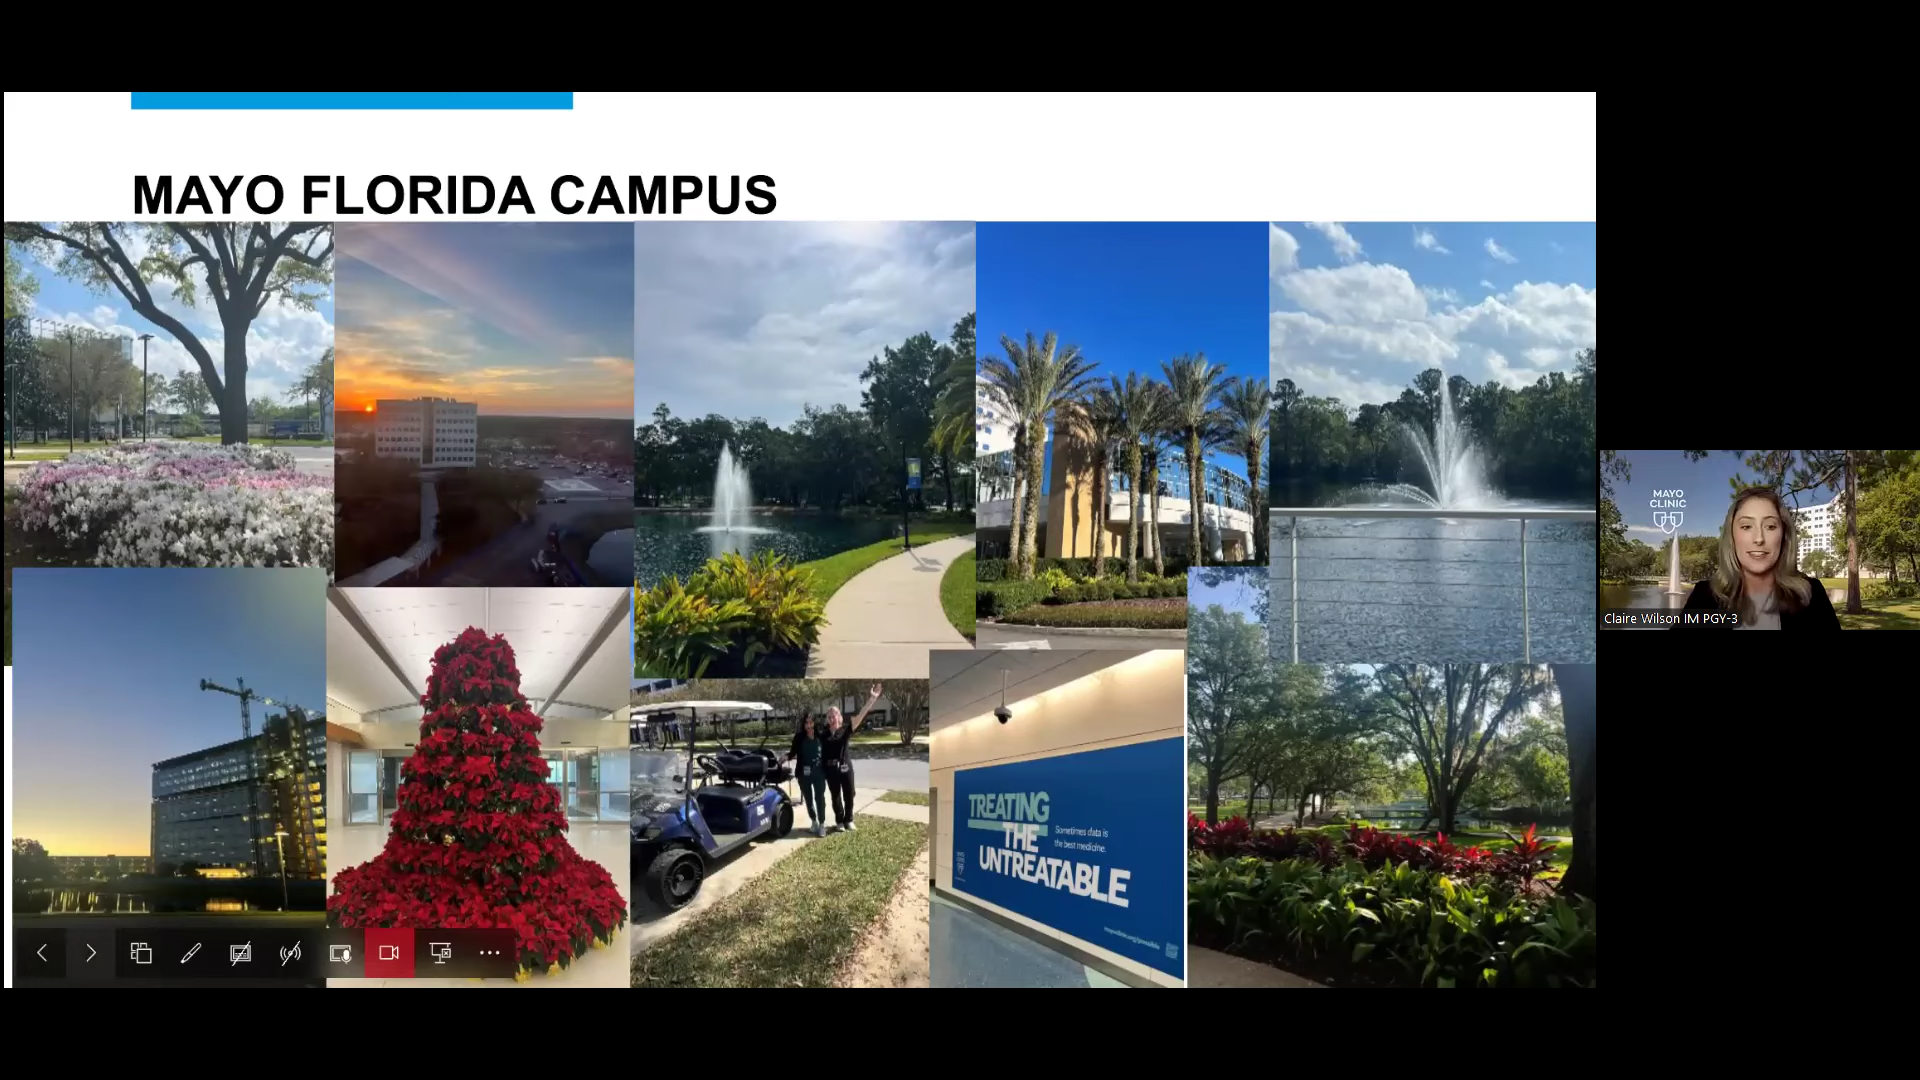 MAYO FLORIDA CAMPUS
MAYO
CLINIC
Claire Wilson IM PGY-3
TREATING
THE
UNTREATABLE
Sometimes data is
the best medicine.